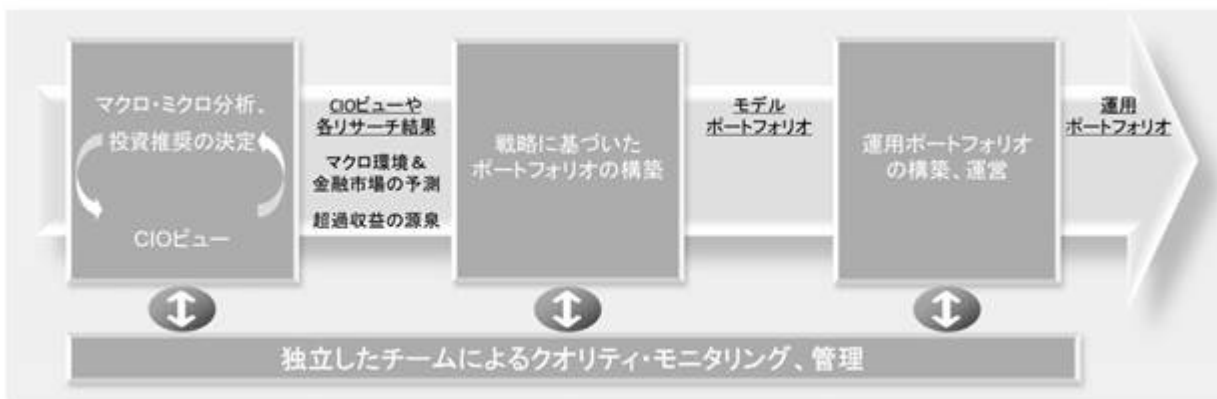 マクロ・ミクロ分析、
投資推奨の決定
CIOビュー
CIOビューや
各リサーチ結果
マクロ環境＆
金融市場の予測
超過収益の源泉
戦略に基づいた
ポートフォリオの構築
モデル
ポートフォリオ
運用ポートフォリオ
の構築、運営
運用
ポートフォリオ
独立したチームによるクオリティ・モニタリング、管理